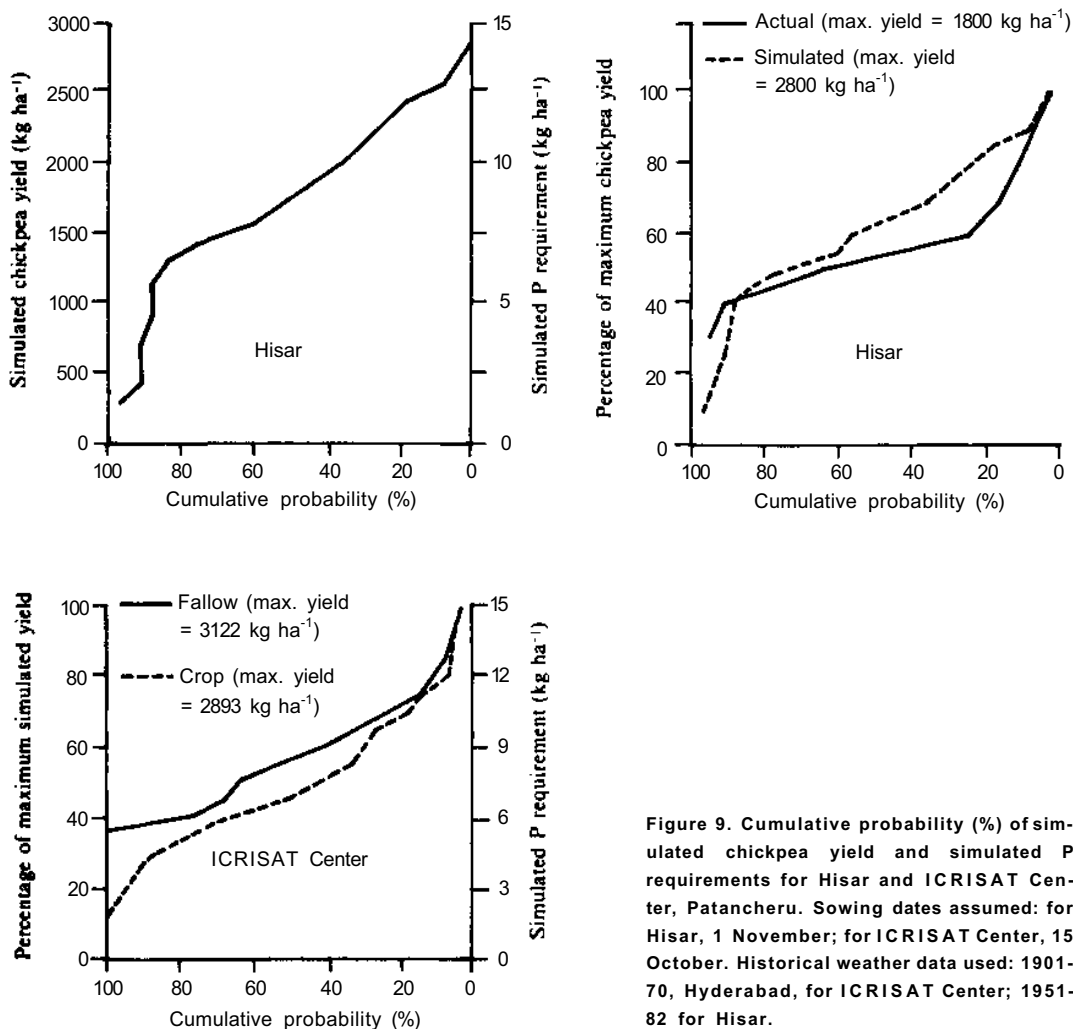 3000
2500
2000
1500
1000
500
0
Simulated chickpea yield (kg ha⁻¹)
15
10
5
0
Simulated P requirement (kg ha⁻¹)
Hisar
100 80 60 40 20 0
Cumulative probability (%)
Actual (max. yield = 1800 kg ha⁻¹)
Simulated (max. yield
= 2800 kg ha⁻¹)
100
80
60
40
20
0
Percentage of maximum chickpea yield
Hisar
100 80 60 40 20 0
Cumulative probability (%)
Fallow (max. yield
= 3122 kg ha⁻¹)
Crop (max. yield
= 2893 kg ha⁻¹)
100
80
60
40
20
0
Percentage of maximum simulated yield
15
12
9
6
3
0
Simulated P requirement (kg ha⁻¹)
ICRISAT Center
100 80 60 40 20 0
Cumulative probability (%)
Figure 9. Cumulative probability (%) of sim-
ulated chickpea yield and simulated P
requirements for Hisar and ICRISAT Cen-
ter, Patancheru. Sowing dates assumed: for
Hisar, 1 November; for ICRISAT Center, 15
October. Historical weather data used: 1901-
70, Hyderabad, for ICRISAT Center; 1951-
82 for Hisar.